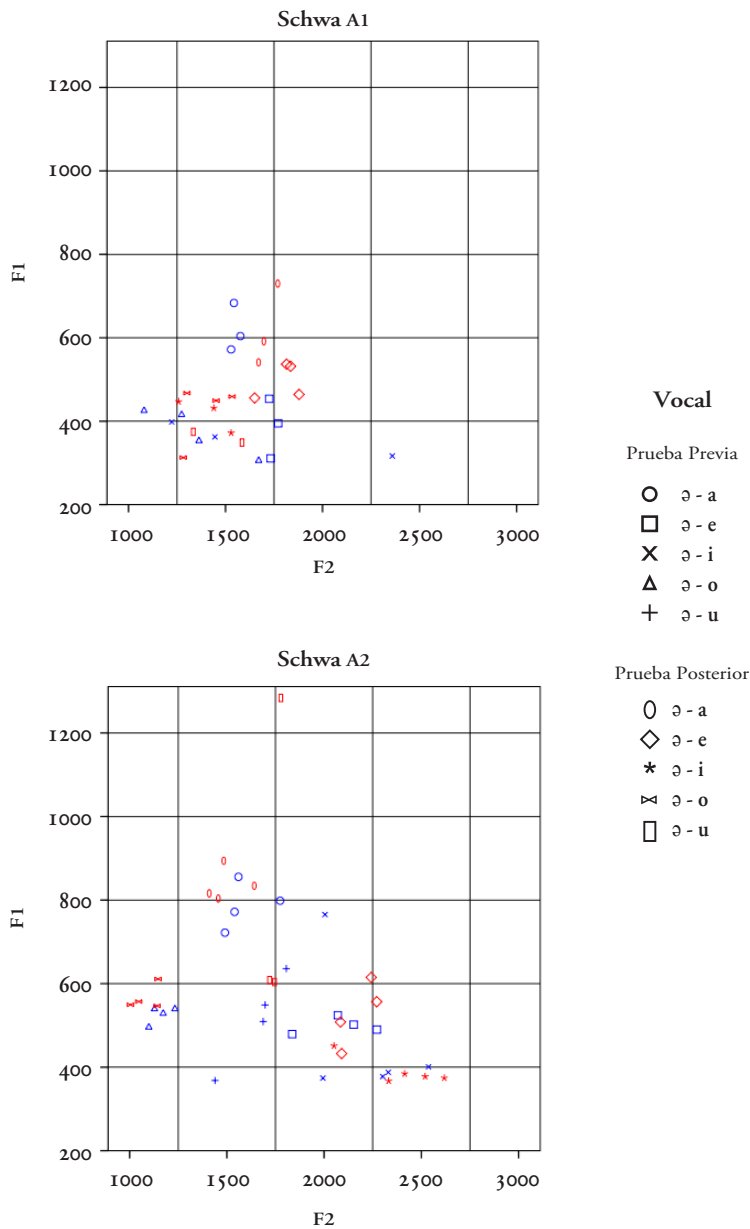 Schwa A1
1200
1000
800
600
400
200
F1
1000 1500 2000 2500 3000
F2
Schwa A2
1200
1000
800
600
400
200
F1
1000 1500 2000 2500 3000
F2
Vocal
Prueba Previa
ə - a
ə - e
ə - i
ə - o
ə - u
Prueba Posterior
ə - a
ə - e
ə - i
ə - o
ə - u